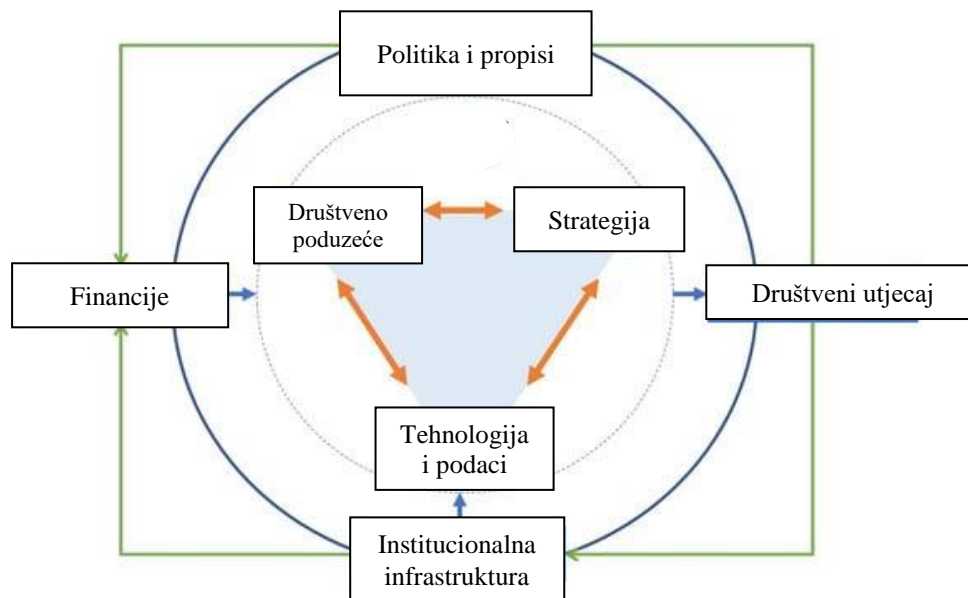 Politika i propisi
Društveno
poduzeće
Strategija
Financije
Društveni utjecaj
Tehnologija
i podaci
Institucionalna
infrastruktura